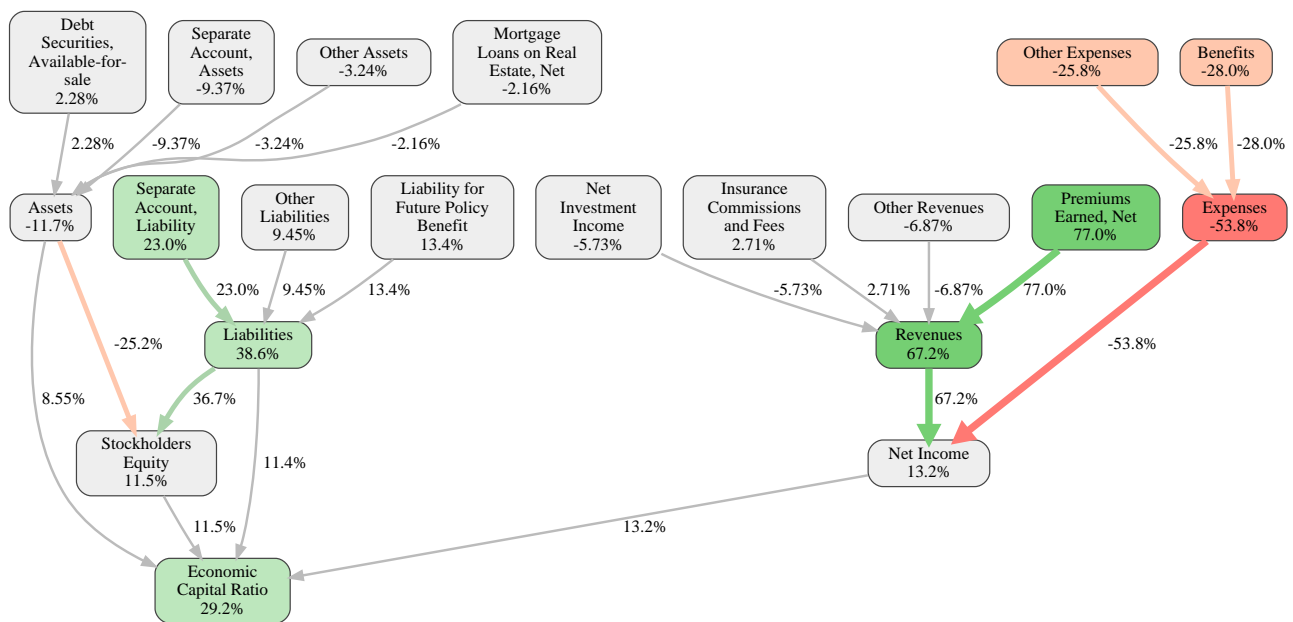 Debt
Securities,
Available-for-
sale
2.28%
Separate
Account,
Assets
-9.37%
Other Assets
-3.24%
Mortgage
Loans on Real
Estate, Net
-2.16%
Other Expenses
-25.8%
Benefits
-28.0%
2.28%
-9.37%
-3.24%
-2.16%
-25.8%
-28.0%
Assets
-11.7%
Separate
Account,
Liability
23.0%
Other
Liabilities
9.45%
Liability for
Future Policy
Benefit
13.4%
Net
Investment
Income
-5.73%
Insurance
Commissions
and Fees
2.71%
Other Revenues
-6.87%
Premiums
Earned, Net
77.0%
Expenses
-53.8%
23.0%
9.45%
13.4%
-5.73%
2.71%
-6.87%
77.0%
-25.2%
Liabilities
38.6%
Revenues
67.2%
-53.8%
8.55%
36.7%
67.2%
Stockholders
Equity
11.5%
11.4%
Net Income
13.2%
11.5%
13.2%
Economic
Capital Ratio
29.2%